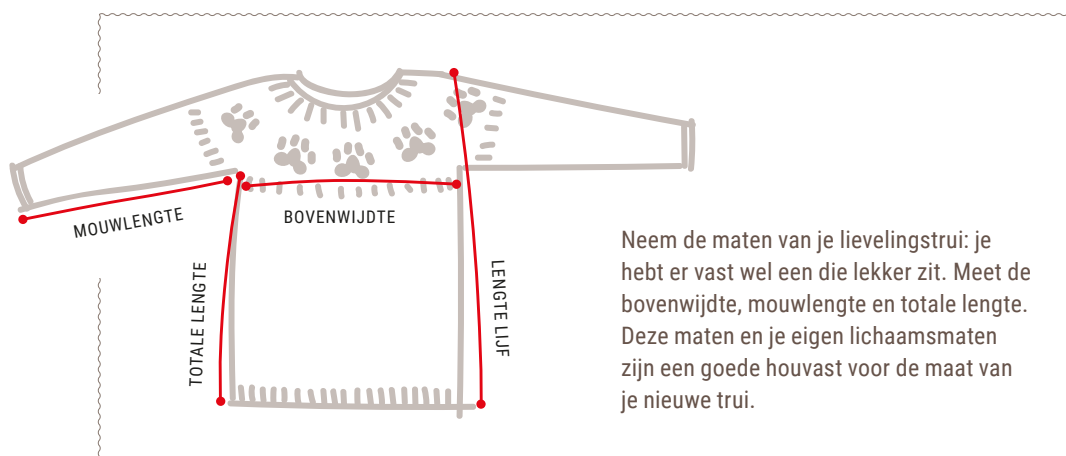 MOUWLENGTE
BOVENWIJDTE
TOTALE LENGTE
LENGTE LIJF
Neem de maten van je lievelingstrui: je
hebt er vast wel een die lekker zit. Meet de
bovenwijdte, mouwlengte en totale lengte.
Deze maten en je eigen lichaamsmaten
zijn een goede houvast voor de maat van
je nieuwe trui.